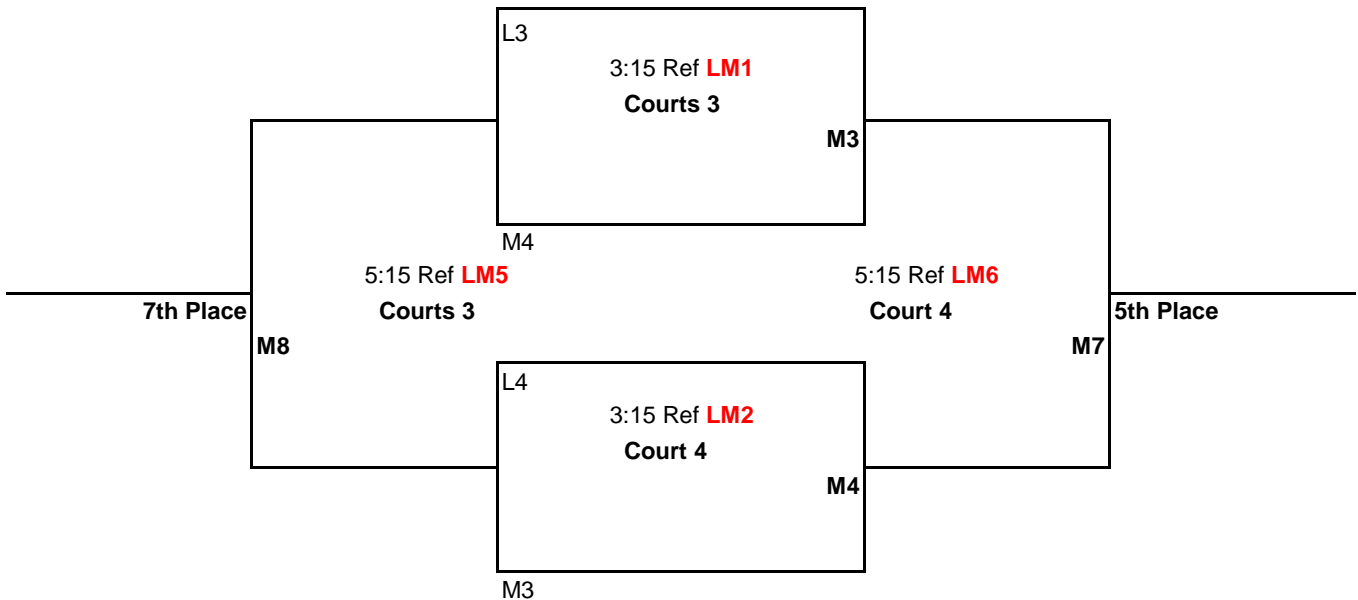 L3
3:15 Ref LM1
Courts 3
M3
M4
5:15 Ref LM5
Courts 3
5:15 Ref LM6
Court 4
7th Place
5th Place
M8
M7
L4
3:15 Ref LM2
Court 4
M4
M3